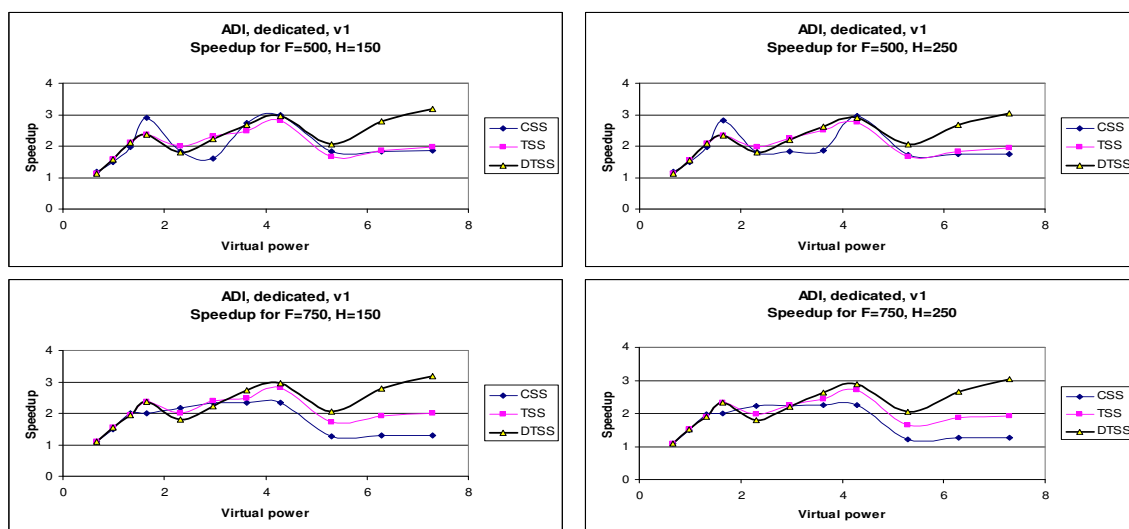 ADI, dedicated, v1
Speedup for F=500, H=150
4
3
2
1
0
0 2 4 6 8
Speedup
Virtual power
CSS
TSS
DTSS
ADI, dedicated, v1
Speedup for F=500, H=250
4
3
2
1
0
0 2 4 6 8
Speedup
Virtual power
CSS
TSS
DTSS
ADI, dedicated, v1
Speedup for F=750, H=150
4
3
2
1
0
0 2 4 6 8
Speedup
Virtual power
CSS
TSS
DTSS
ADI, dedicated, v1
Speedup for F=750, H=250
4
3
2
1
0
0 2 4 6 8
Speedup
Virtual power
CSS
TSS
DTSS